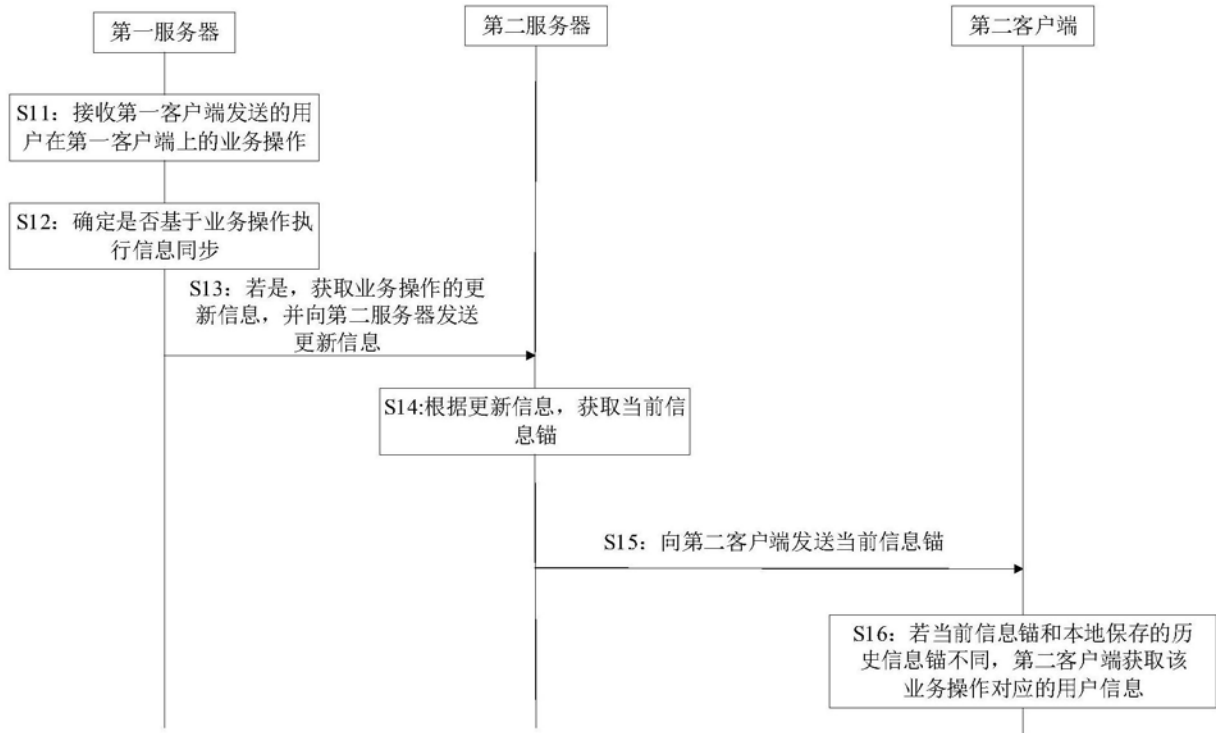 第一服务器
第二服务器
第二客户端
S11：接收第一客户端发送的用
户在第一客户端上的业务操作
S12：确定是否基于业务操作执
行信息同步
S13：若是，获取业务操作的更
新信息，并向第二服务器发送
更新信息
S14:根据更新信息，获取当前信
息锚
S15：向第二客户端发送当前信息锚
S16：若当前信息锚和本地保存的历
史信息锚不同，第二客户端获取该
业务操作对应的用户信息